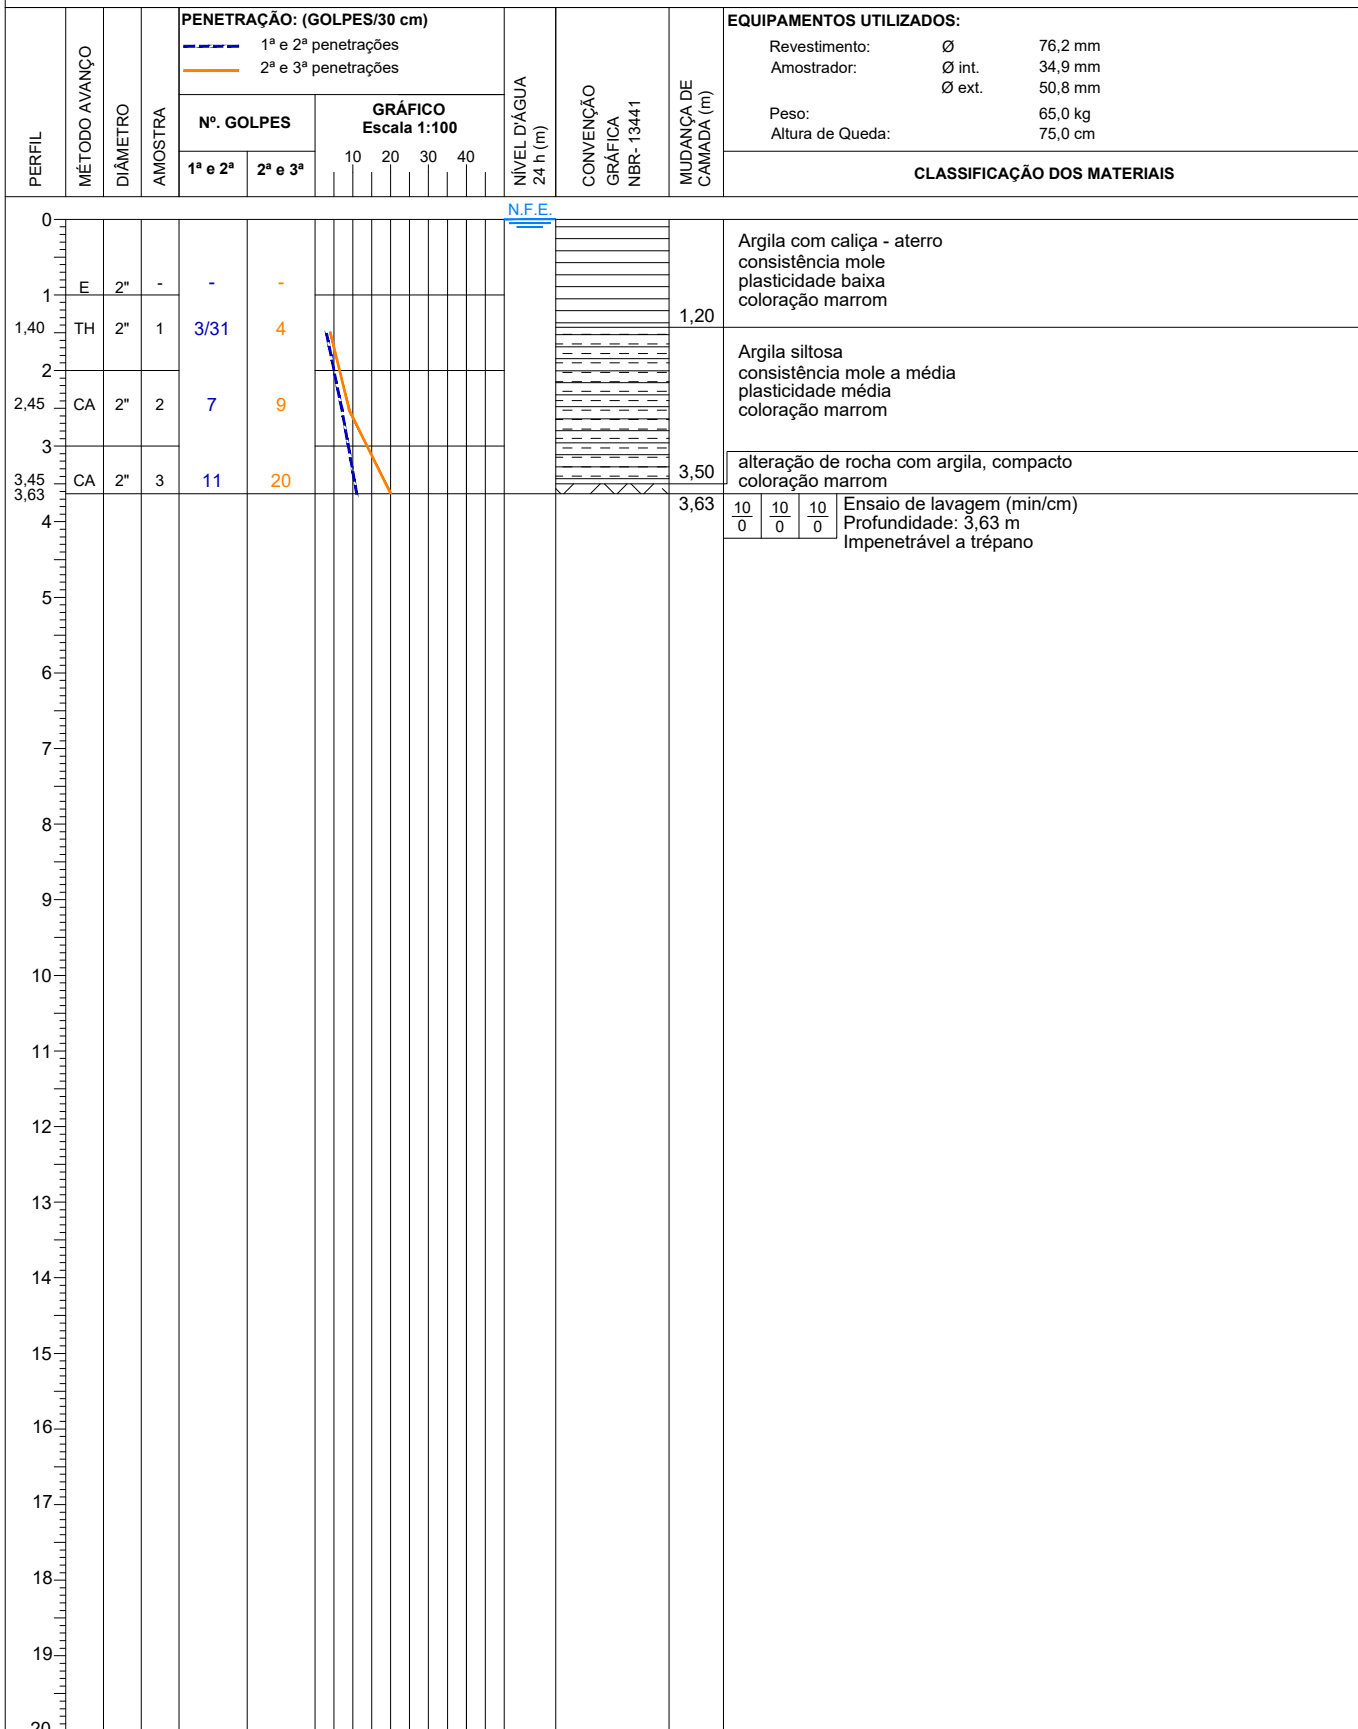 PENETRAÇÃO: (GOLPES/30 cm)
1ª e 2ª penetrações
2ª e 3ª penetrações
EQUIPAMENTOS UTILIZADOS:
Revestimento: Ø 76,2 mm
Amostrador: Ø int. 34,9 mm
Ø ext. 50,8 mm
Peso: 65,0 kg
Altura de Queda: 75,0 cm
PERFIL
MÉTODO AVANÇO
DIÂMETRO
AMOSTRA
Nº. GOLPES
1ª e 2ª 2ª e 3ª
GRÁFICO
Escala 1:100
10 20 30 40
NÍVEL D'ÁGUA
24 h (m)
CONVENÇÃO
GRÁFICA
NBR- 13441
MUDANÇA DE
CAMADA (m)
CLASSIFICAÇÃO DOS MATERIAIS
N.F.E.
0
Argila com caliça - aterro
consistência mole
plasticidade baixa
coloração marrom
E 2" - - -
1
1,20
1,40 TH 2" 1 3/31 4
Argila siltosa
consistência mole a média
plasticidade média
coloração marrom
2
2,45 CA 2" 2 7 9
3
3,50
alteração de rocha com argila, compacto
coloração marrom
3,45 CA 2" 3 11 20
3,63
3,63
10 10 10
0 0 0
Ensaio de lavagem (min/cm)
Profundidade: 3,63 m
Impenetrável a trépano
4
5
6
7
8
9
10
11
12
13
14
15
16
17
18
19
20